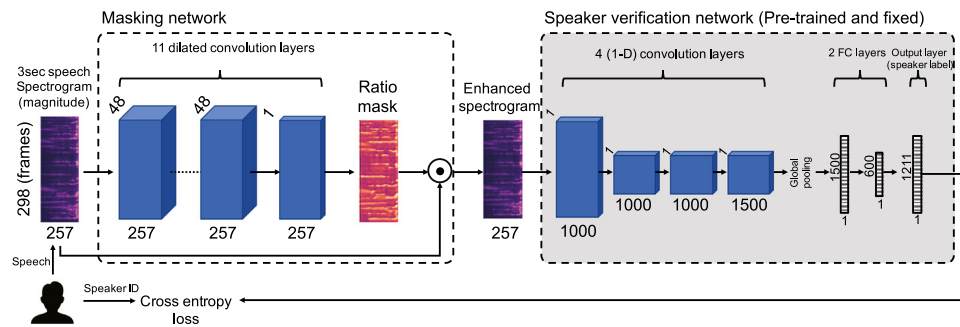 Masking network
Speaker verification network (Pre-trained and fixed)
11 dilated convolution layers
4 (1-D) convolution layers
2 FC layers
Output layer
(speaker label)
3sec speech
Spectrogram
(magnitude)
48
48
1
Ratio
mask
Enhanced
spectrogram
1
1
1
1
298 (frames)
Global
pooling
1500
600
1211
257
257
257
257
257
1000
1000
1000
1500
1
1
1
Speech
Speaker ID
Cross entropy
loss